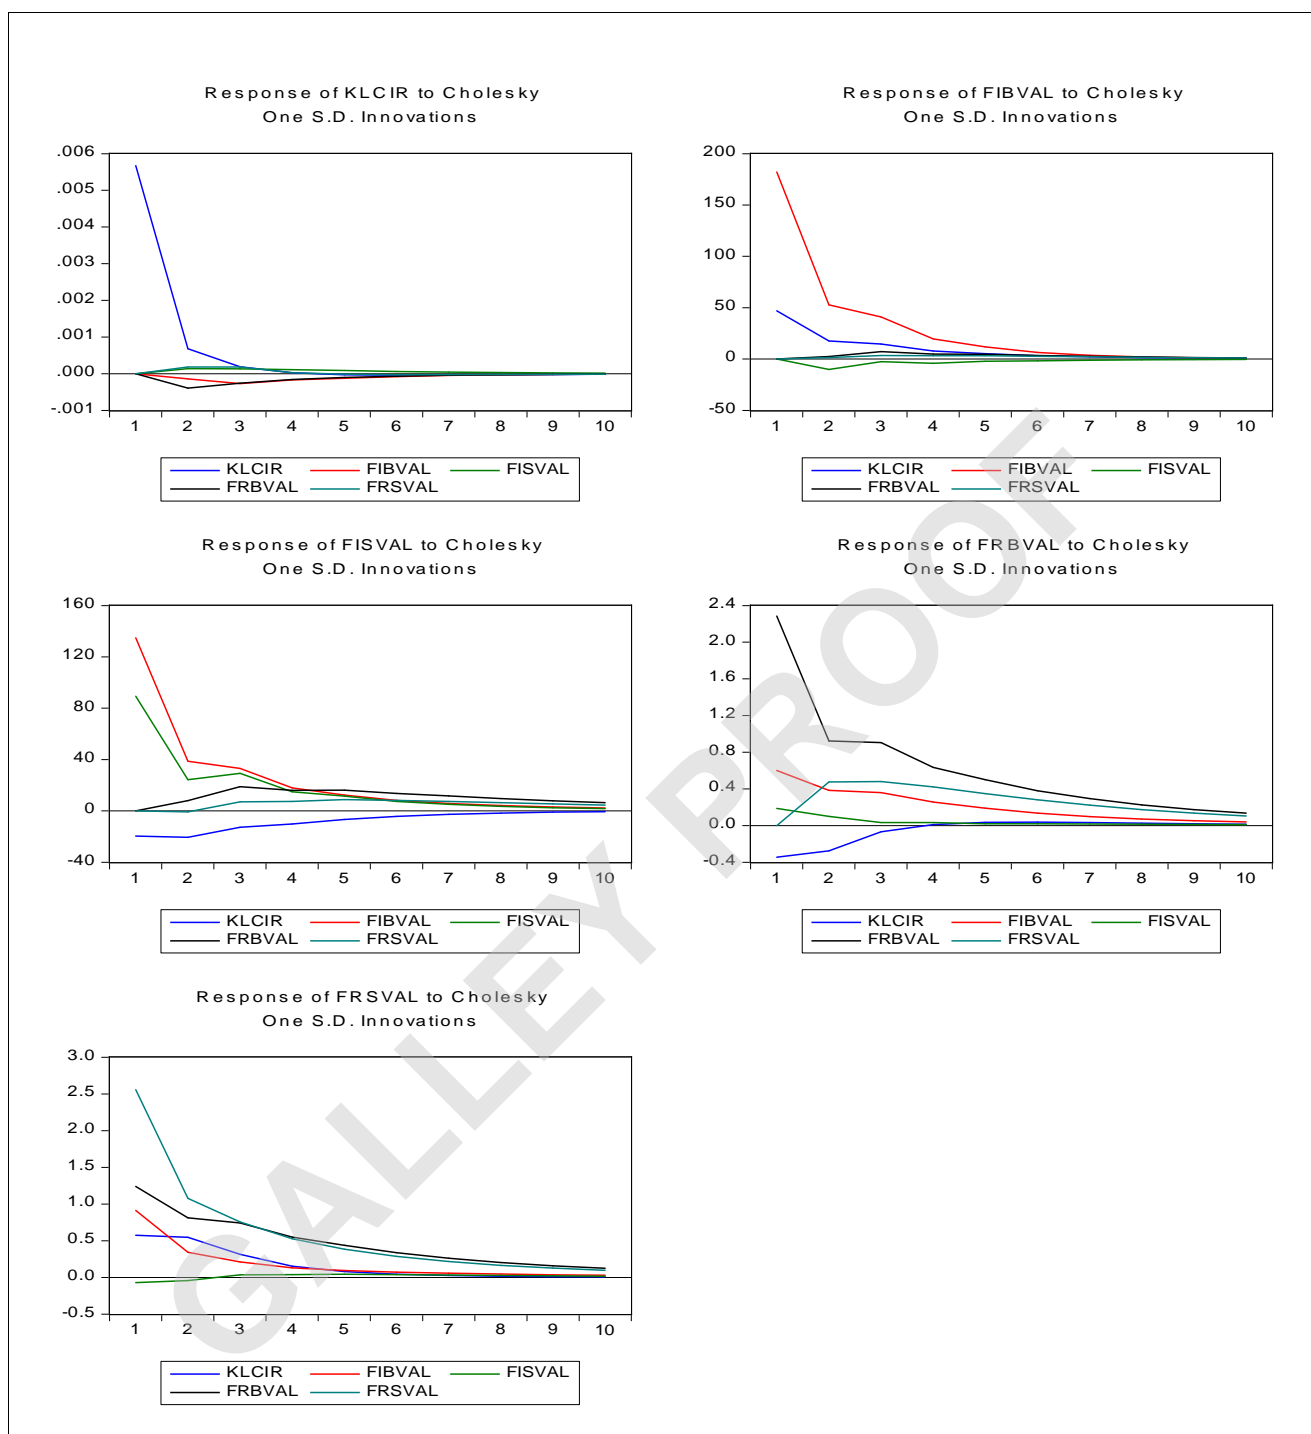 Response of KLCIR to Cholesky
One S.D. Innovations
.006
.005
.004
.003
.002
.001
.000
-.001
1 2 3 4 5 6 7 8 9 10
KLCIR FIBVAL FISVAL
FRBVAL FRSVAL
Response of FIBVAL to Cholesky
One S.D. Innovations
200
150
100
50
0
-50
1 2 3 4 5 6 7 8 9 10
KLCIR FIBVAL FISVAL
FRBVAL FRSVAL
Response of FISVAL to Cholesky
One S.D. Innovations
160
120
80
40
0
-40
1 2 3 4 5 6 7 8 9 10
KLCIR FIBVAL FISVAL
FRBVAL FRSVAL
Response of FRBVAL to Cholesky
One S.D. Innovations
2.4
2.0
1.6
1.2
0.8
0.4
0.0
-0.4
1 2 3 4 5 6 7 8 9 10
KLCIR FIBVAL FISVAL
FRBVAL FRSVAL
Response of FRSVAL to Cholesky
One S.D. Innovations
3.0
2.5
2.0
1.5
1.0
0.5
0.0
-0.5
1 2 3 4 5 6 7 8 9 10
KLCIR FIBVAL FISVAL
FRBVAL FRSVAL
GALLEY PROOF